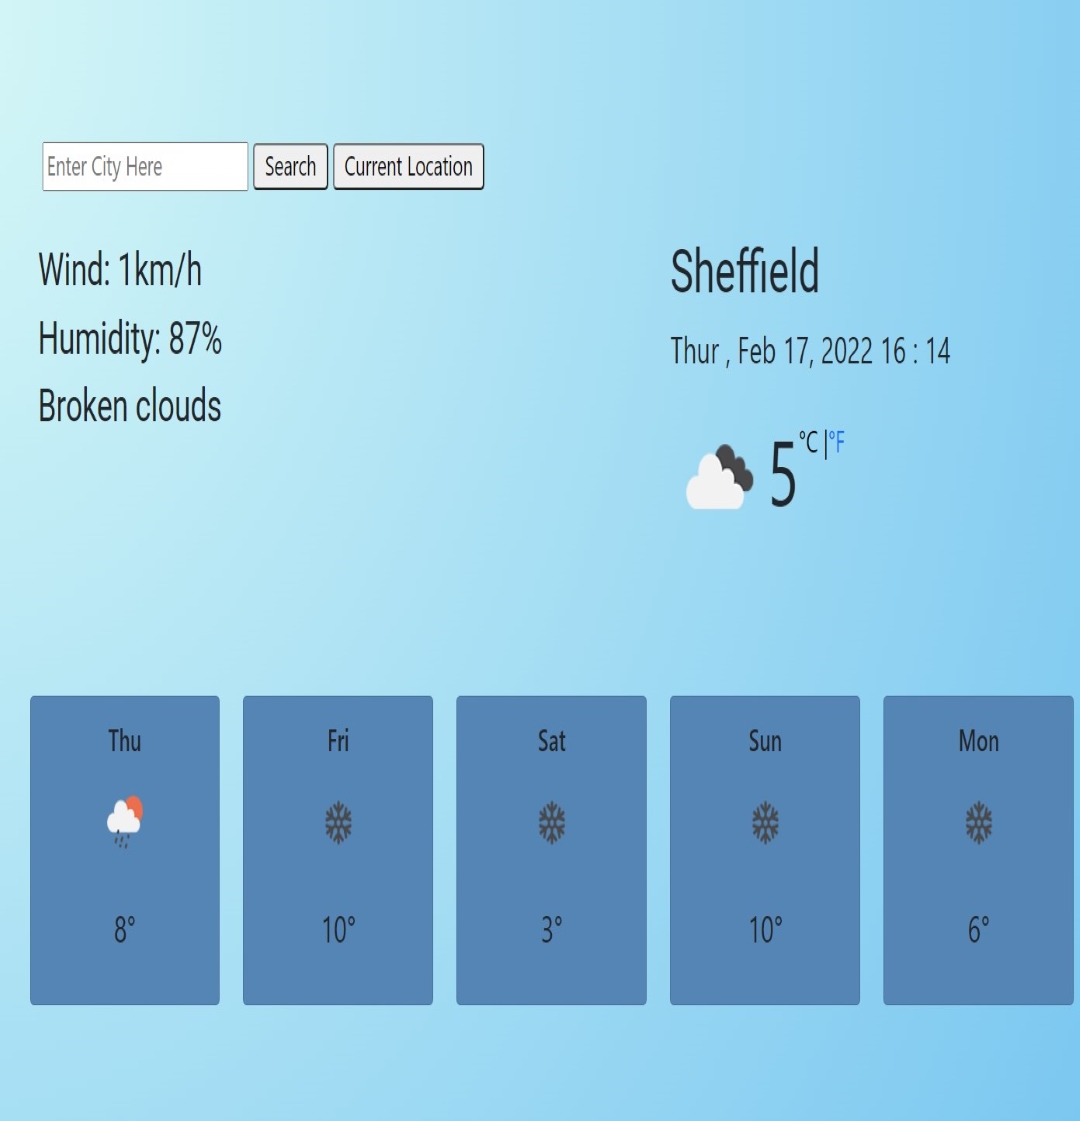 Enter City Here Search Current Location
Wind: 1km/h
Humidity: 87%
Broken clouds
Sheffield
Thur , Feb 17, 2022 16 : 14
5 °C |°F
Thu
8°
Fri
10°
Sat
3°
Sun
10°
Mon
6°